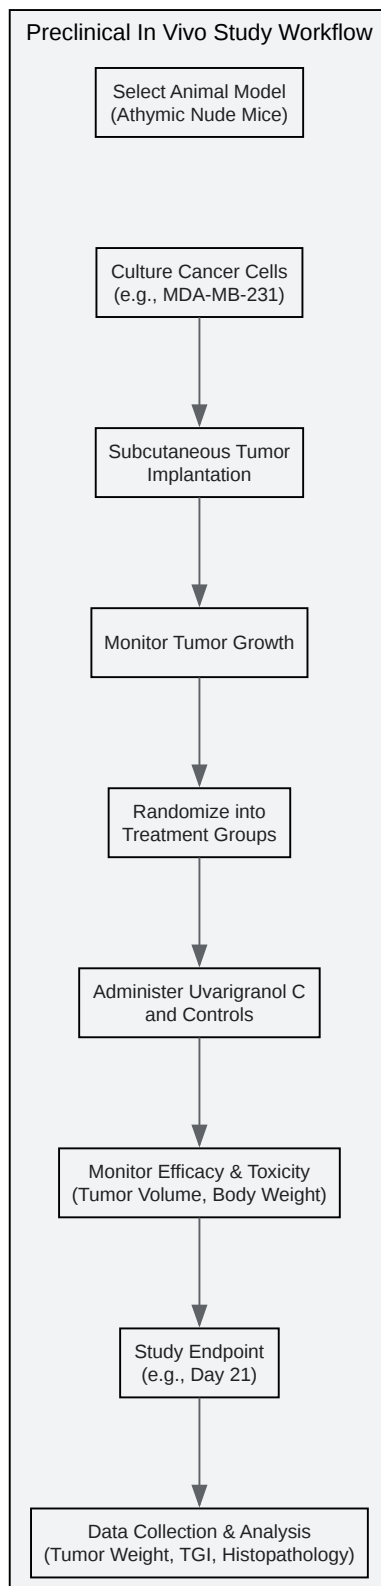 Preclinical In Vivo Study Workflow
Select Animal Model
(Athymic Nude Mice)
Culture Cancer Cells
(e.g., MDA-MB-231)
Subcutaneous Tumor
Implantation
Monitor Tumor Growth
Randomize into
Treatment Groups
Administer Uvarigranol C
and Controls
Monitor Efficacy & Toxicity
(Tumor Volume, Body Weight)
Study Endpoint
(e.g., Day 21)
Data Collection & Analysis
(Tumor Weight, TGI, Histopathology)